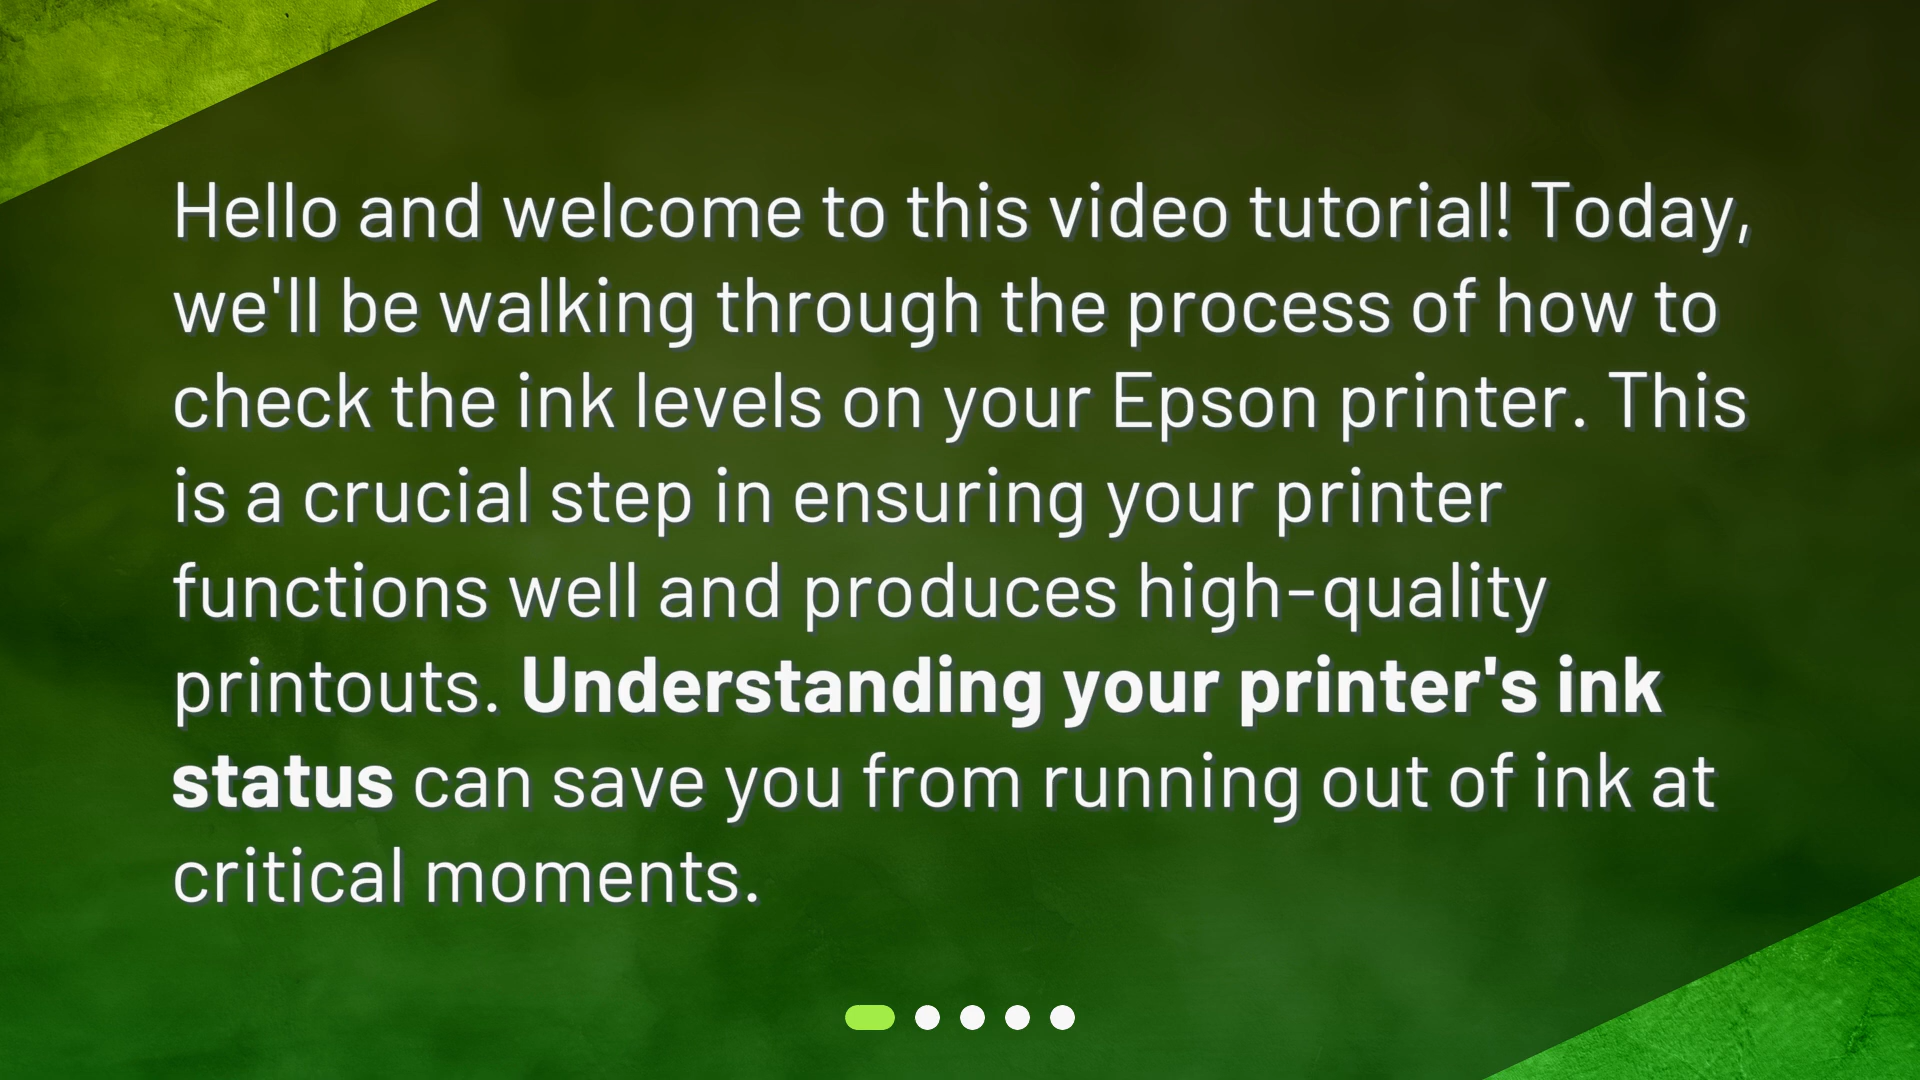 Hello and welcome to this video tutorial! Today,
we'll be walking through the process of how to
check the ink levels on your Epson printer. This
is a crucial step in ensuring your printer
functions well and produces high-quality
printouts. Understanding your printer's ink
status can save you from running out of ink at
critical moments.